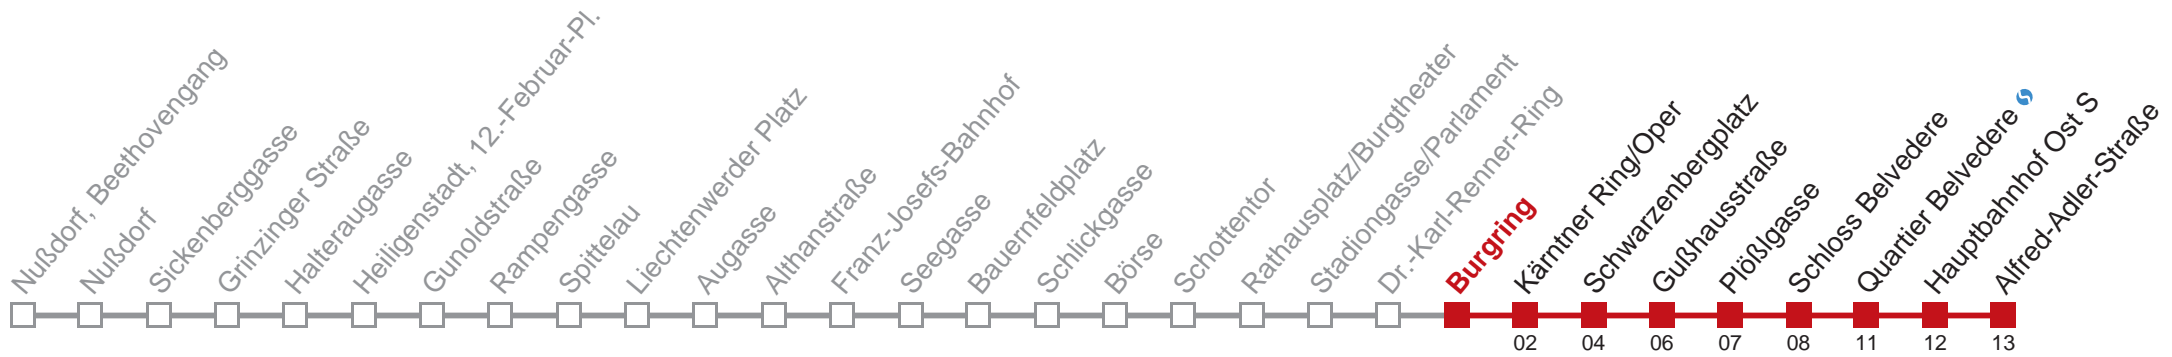 Nußdorf, Beethovengang
Nußdorf
Sickenberggasse
Grinzinger Straße
Halteraugasse
Heiligenstadt, 12.-Februar-Pl.
Gunoldstraße
Rampengasse
Spittelau
Liechtenwerder Platz
Augasse
Althanstraße
Franz-Josefs-Bahnhof
Seegasse
Bauernfeldplatz
Schlickgasse
Börse
Schottentor
Rathausplatz/Burgtheater
Stadiongasse/Parlament
Dr.-Karl-Renner-Ring
Burgring
Kärntner Ring/Oper
Schwarzenbergplatz
Gußhausstraße
Plößlgasse
Schloss Belvedere
Quartier Belvedere
Hauptbahnhof Ost S
Alfred-Adler-Straße
02 04 06 07 08 11 12 13